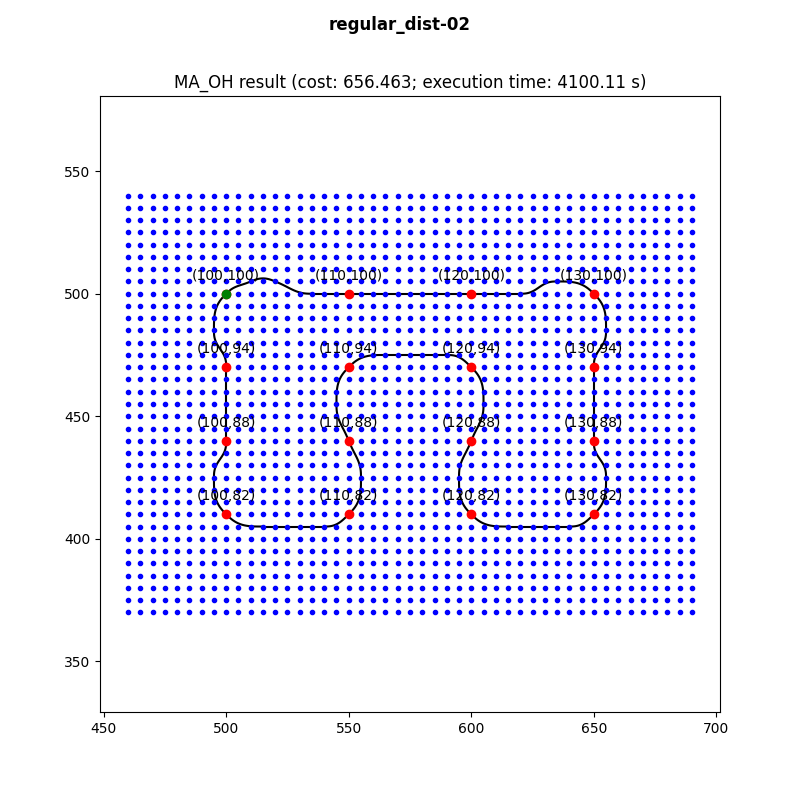 regular_dist-02
MA_OH result (cost: 656.463; execution time: 4100.11 s)
550
500
450
400
350
(100,100) (110,100) (120,100) (130,100)
(100,94) (110,94) (120,94) (130,94)
(100,88) (110,88) (120,88) (130,88)
(100,82) (110,82) (120,82) (130,82)
450 500 550 600 650 700